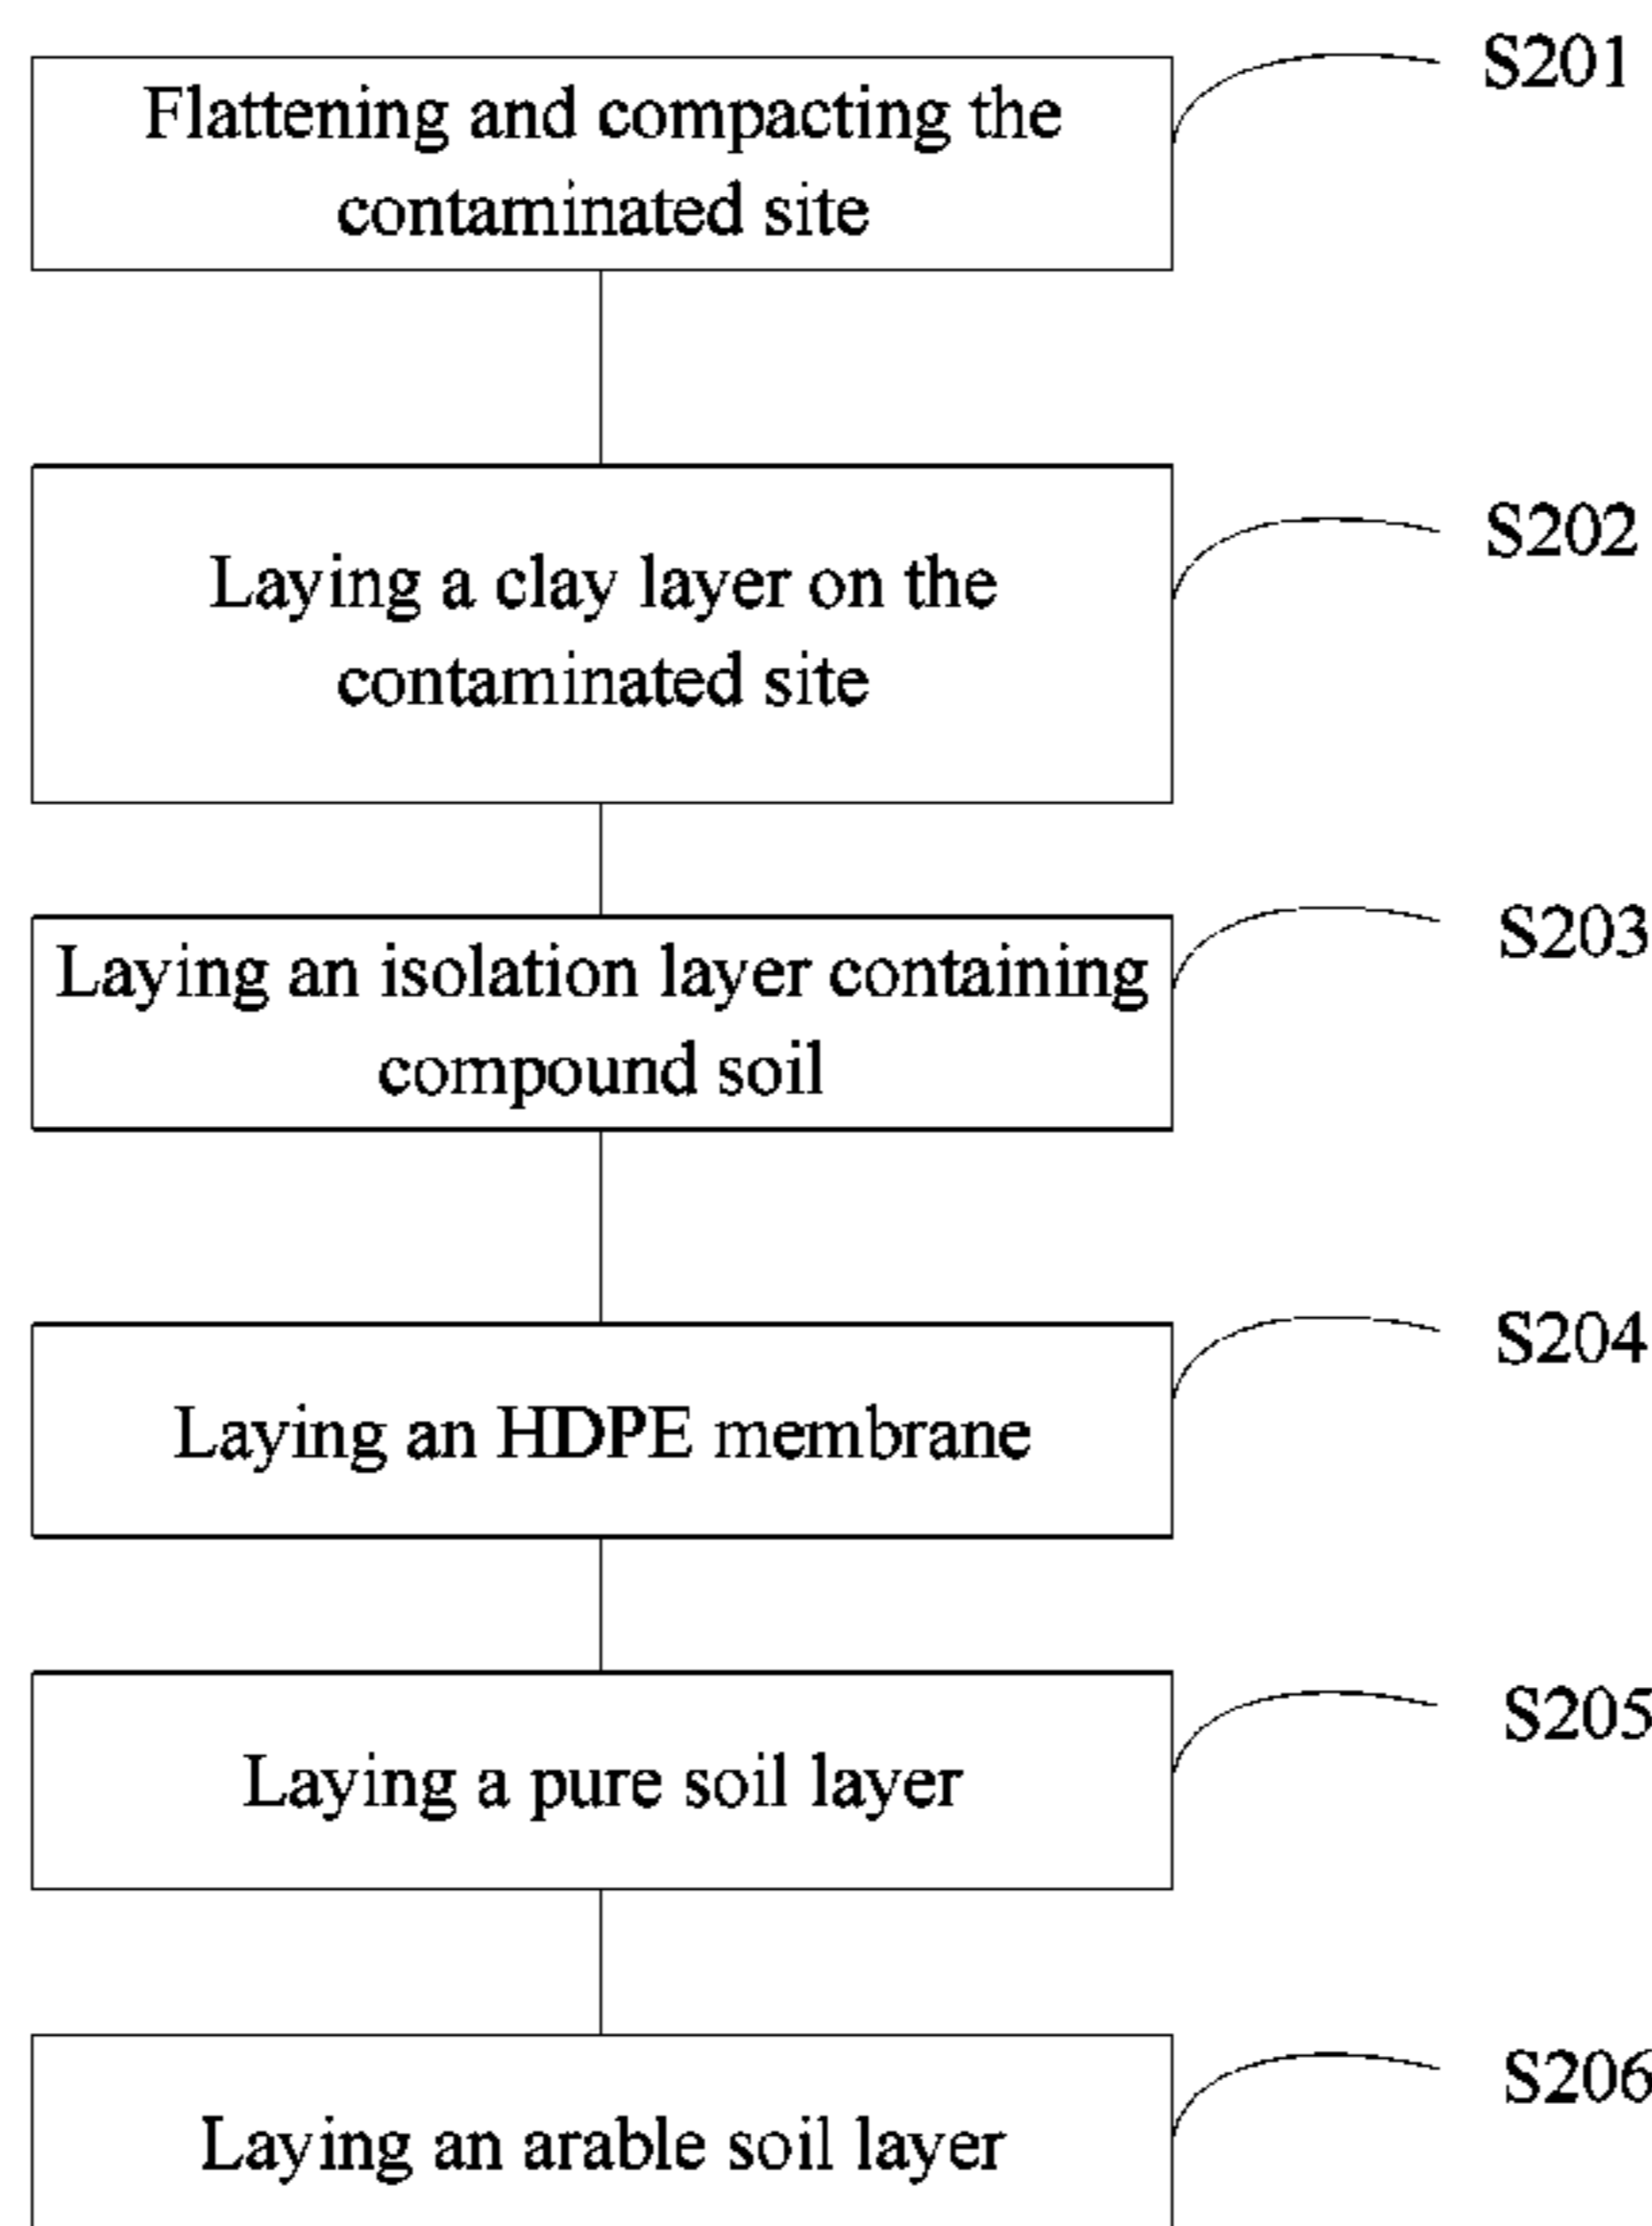 S201
Flattening and compacting the
contaminated site
S202
Laying a clay layer on the
contaminated site
S203
Laying an isolation layer containing
compound soil
S204
Laying an HDPE membrane
S205
Laying a pure soil layer
S206
Laying an arable soil layer